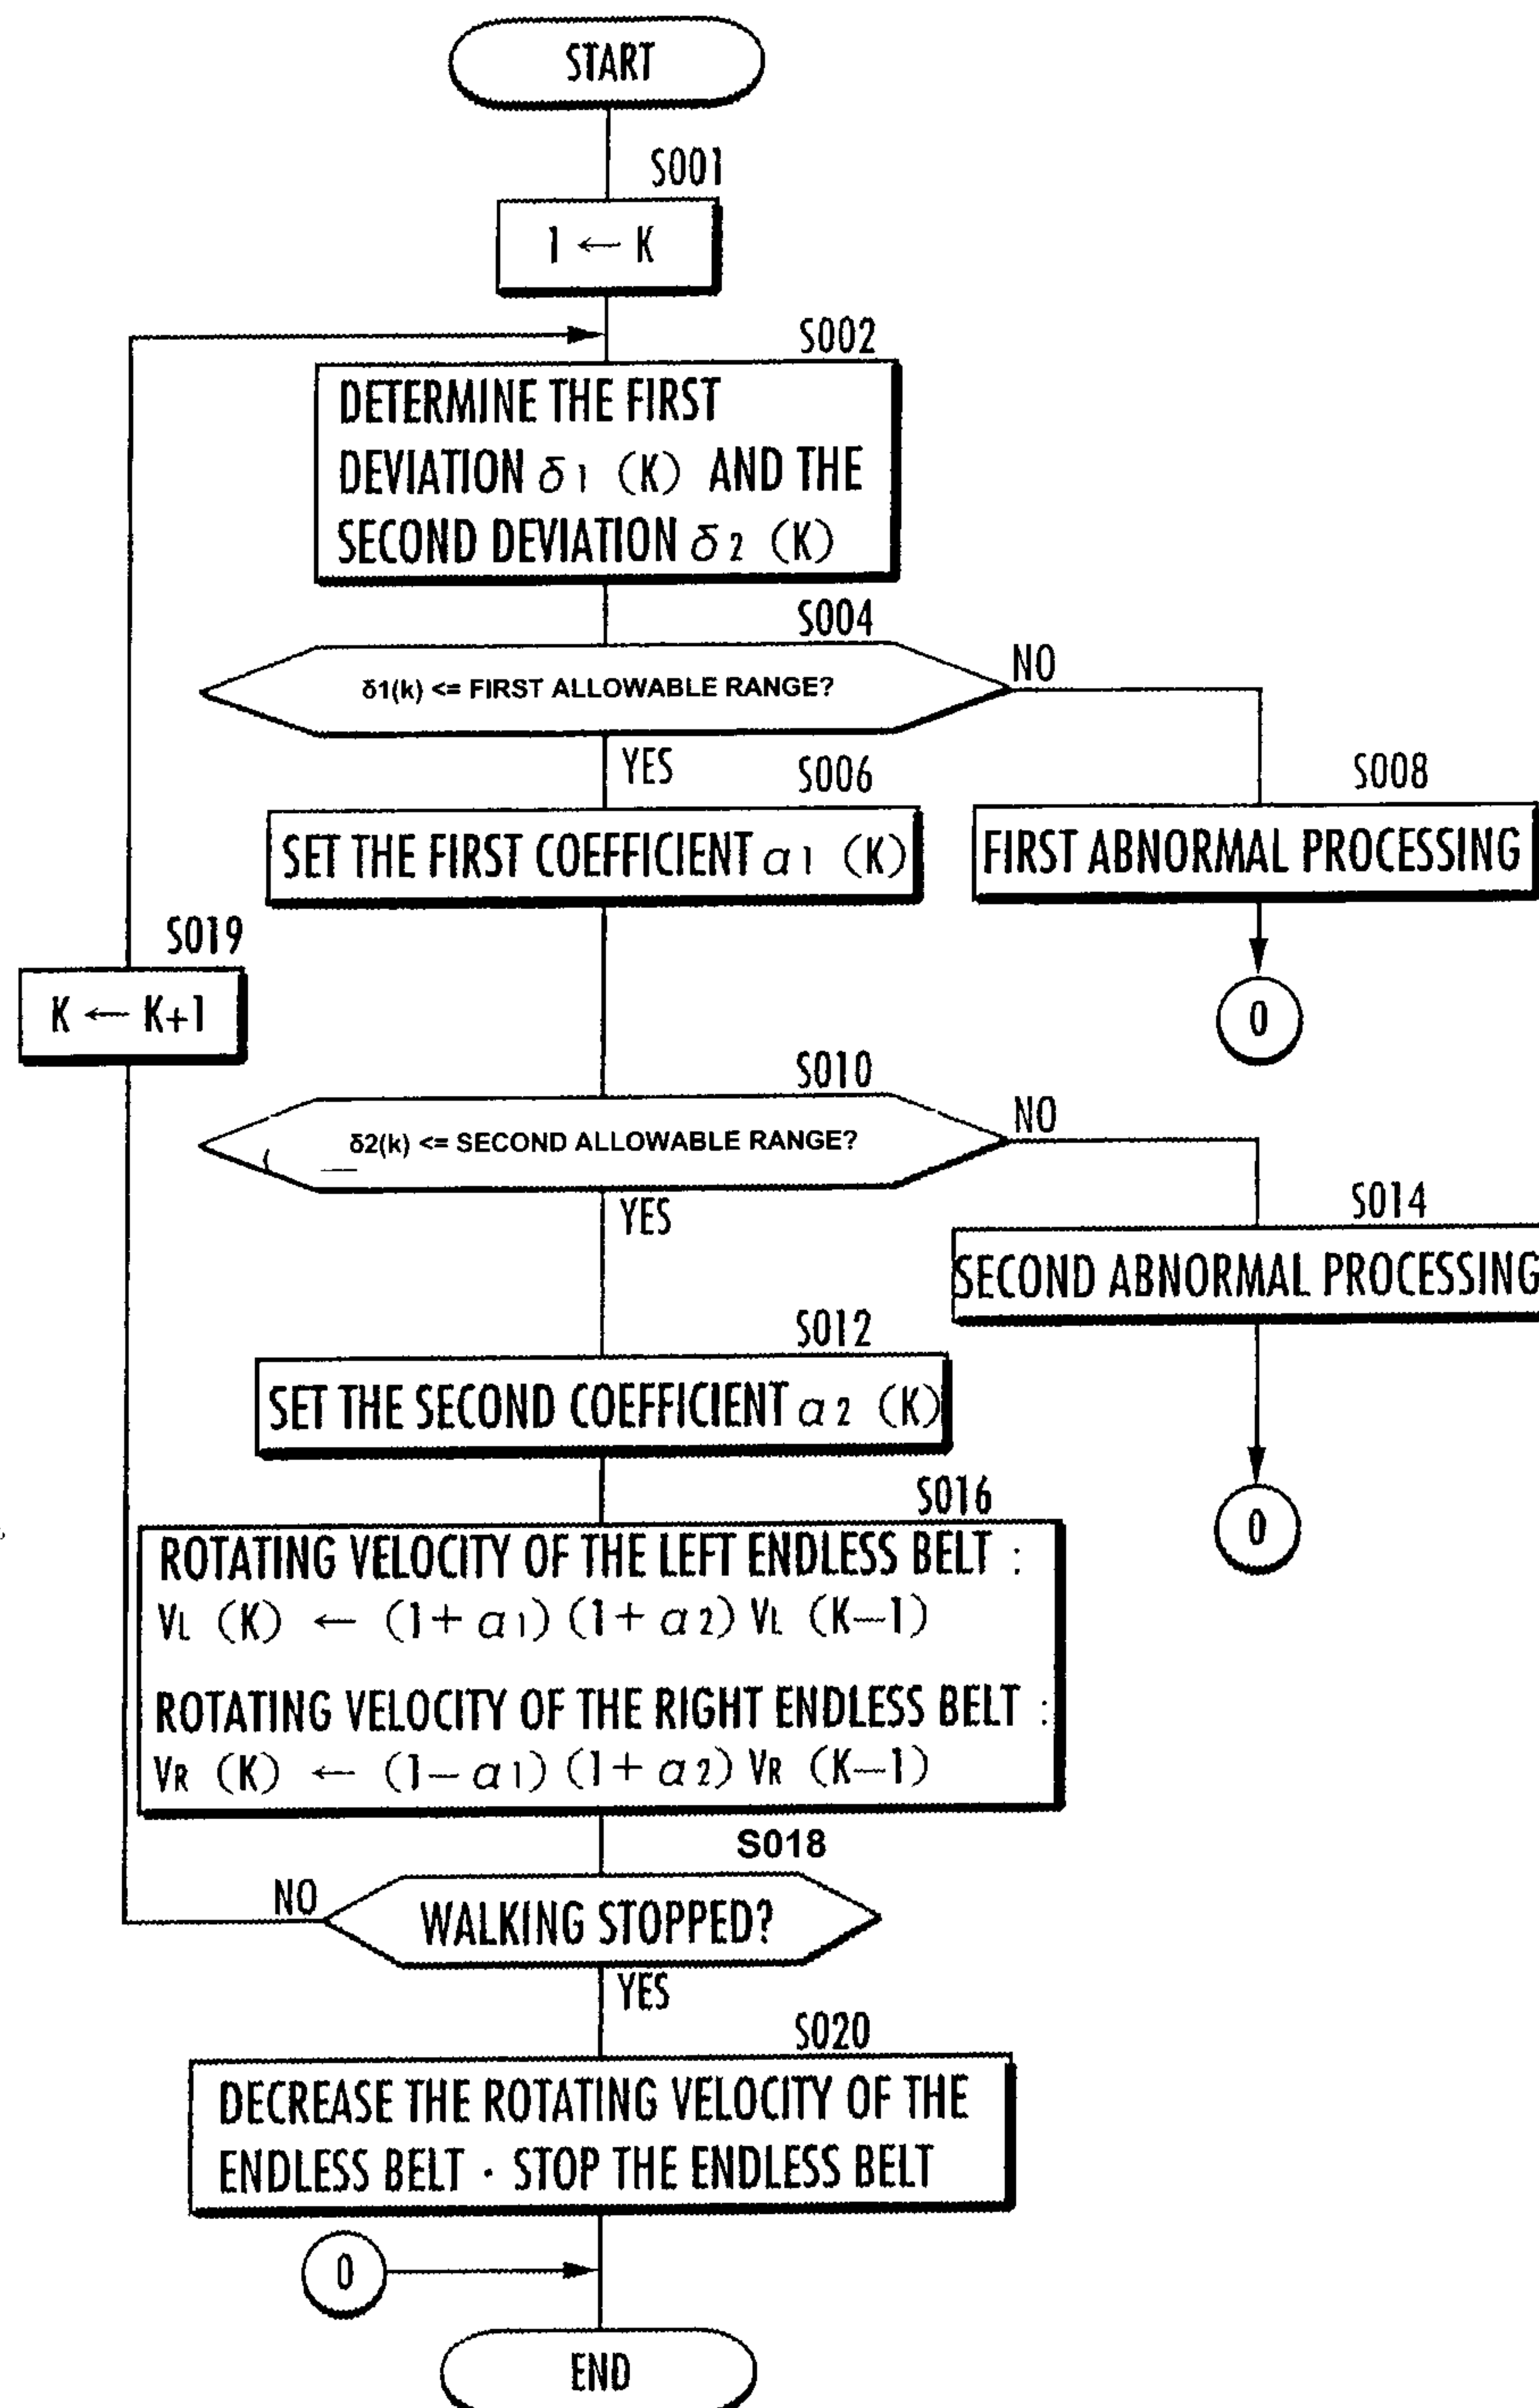 START
S001
1 ← K
S002
DETERMINE THE FIRST
DEVIATION δ1 (K) AND THE
SECOND DEVIATION δ2 (K)
S004
δ1(k) <= FIRST ALLOWABLE RANGE?
NO
YES
S006
SET THE FIRST COEFFICIENT α1 (K)
S008
FIRST ABNORMAL PROCESSING
0
S019
K ← K+1
S010
δ2(k) <= SECOND ALLOWABLE RANGE?
NO
YES
S014
SECOND ABNORMAL PROCESSING
0
S012
SET THE SECOND COEFFICIENT α2 (K)
S016
ROTATING VELOCITY OF THE LEFT ENDLESS BELT :
VL (K) ← (1+α1) (1+α2) VL (K-1)
ROTATING VELOCITY OF THE RIGHT ENDLESS BELT :
VR (K) ← (1-α1) (1+α2) VR (K-1)
S018
NO
WALKING STOPPED?
YES
S020
DECREASE THE ROTATING VELOCITY OF THE
ENDLESS BELT · STOP THE ENDLESS BELT
0
END